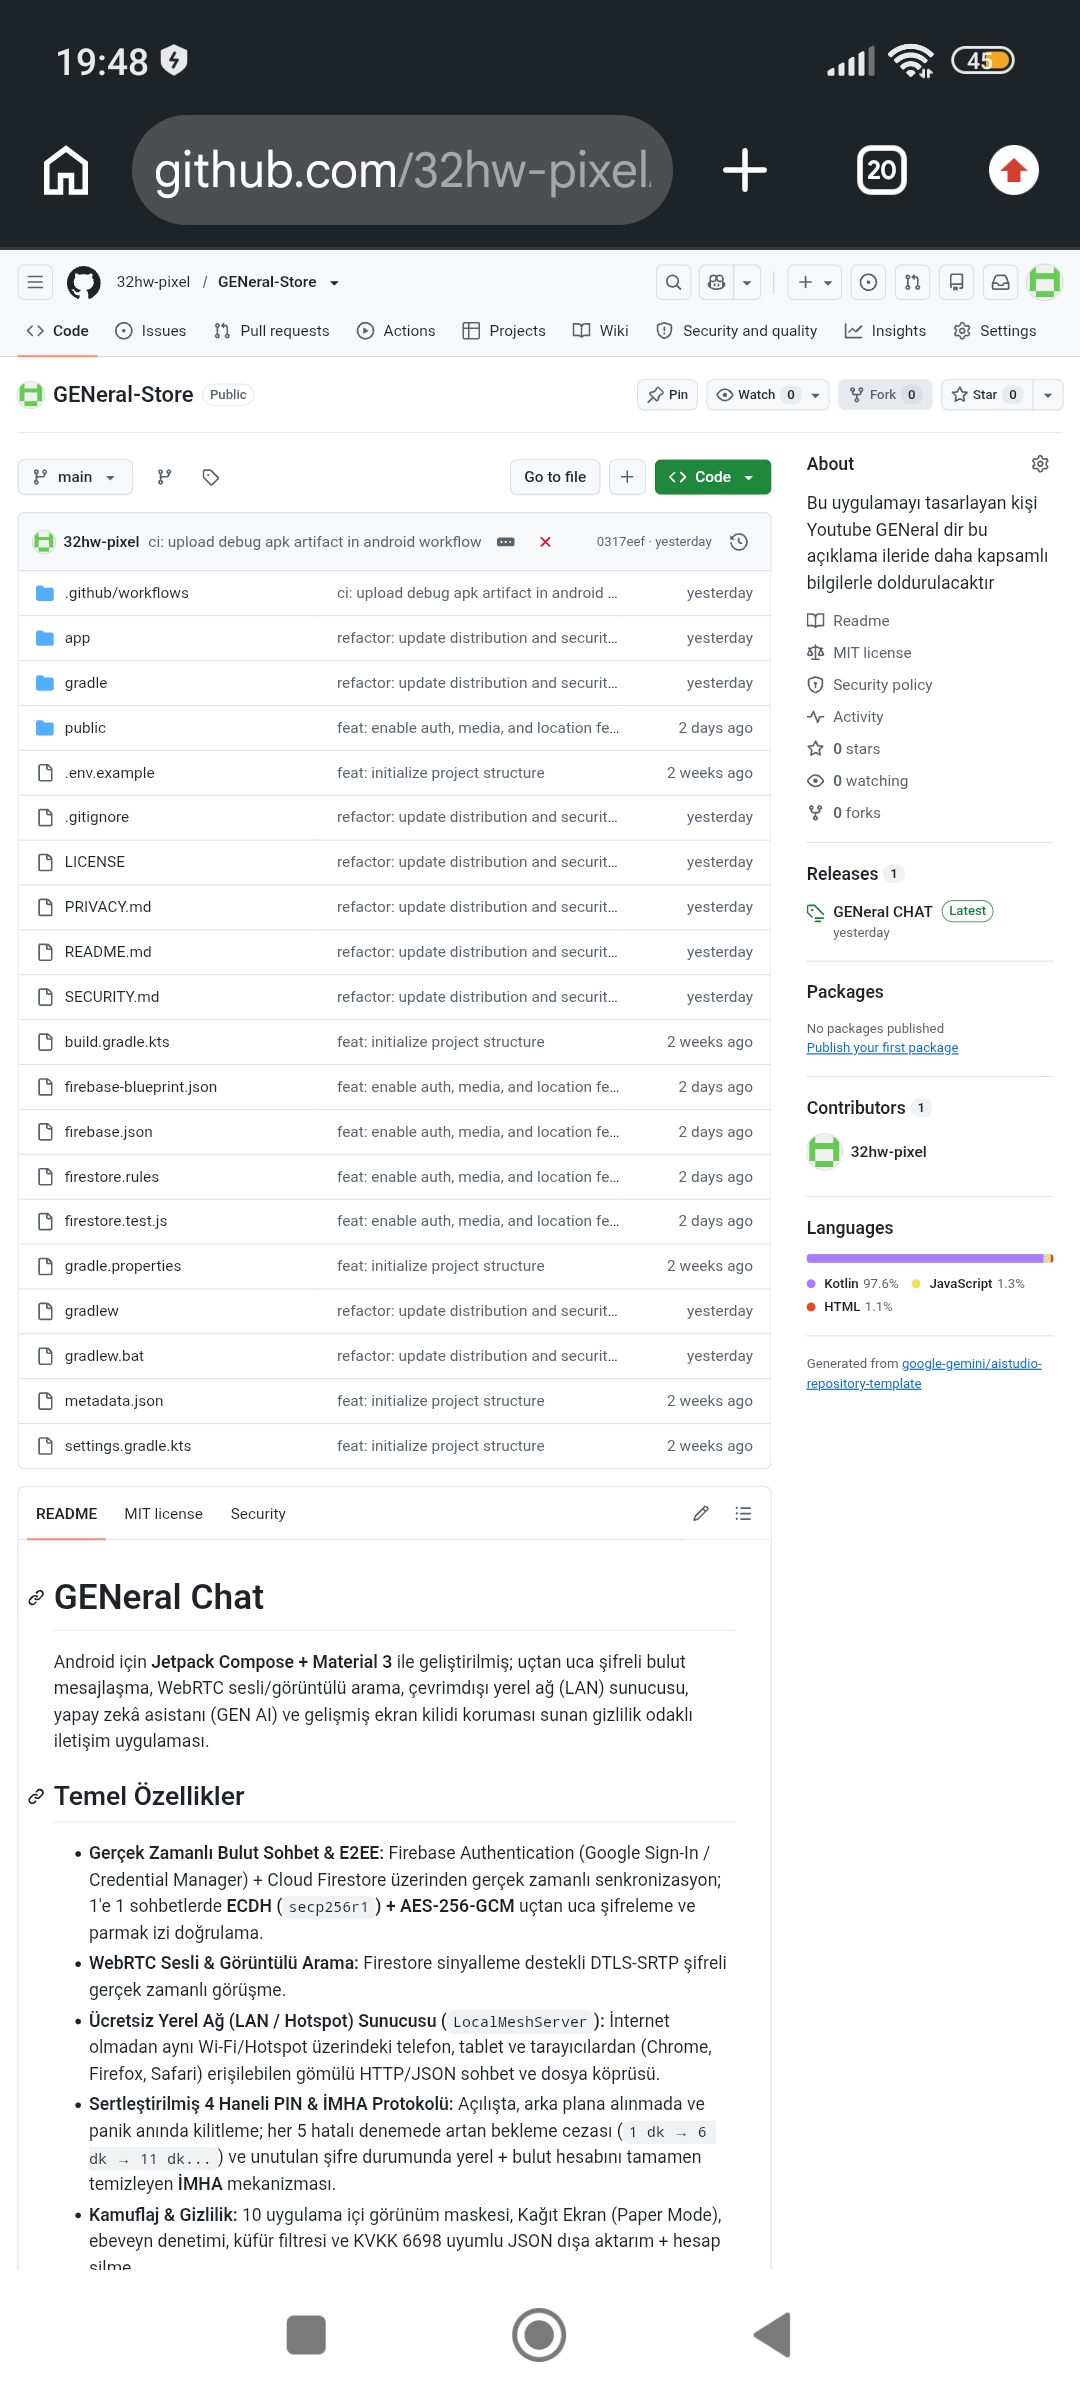 19:48
45
github.com/32hw-pixel
20
32hw-pixel / GENeral-Store
Code Issues Pull requests Actions Projects Wiki Security and quality Insights Settings
GENeral-Store Public
Pin Watch 0 Fork 0 Star 0
main
Go to file
Code
32hw-pixel ci: upload debug apk artifact in android workflow 0317eef · yesterday
.github/workflows ci: upload debug apk artifact in android ... yesterday
app refactor: update distribution and securit... yesterday
gradle refactor: update distribution and securit... yesterday
public feat: enable auth, media, and location fe... 2 days ago
.env.example feat: initialize project structure 2 weeks ago
.gitignore refactor: update distribution and securit... yesterday
LICENSE refactor: update distribution and securit... yesterday
PRIVACY.md refactor: update distribution and securit... yesterday
README.md refactor: update distribution and securit... yesterday
SECURITY.md refactor: update distribution and securit... yesterday
build.gradle.kts feat: initialize project structure 2 weeks ago
firebase-blueprint.json feat: enable auth, media, and location fe... 2 days ago
firebase.json feat: enable auth, media, and location fe... 2 days ago
firestore.rules feat: enable auth, media, and location fe... 2 days ago
firestore.test.js feat: enable auth, media, and location fe... 2 days ago
gradle.properties feat: initialize project structure 2 weeks ago
gradlew refactor: update distribution and securit... yesterday
gradlew.bat refactor: update distribution and securit... yesterday
metadata.json feat: initialize project structure 2 weeks ago
settings.gradle.kts feat: initialize project structure 2 weeks ago
About
Bu uygulamayı tasarlayan kişi
Youtube GENeral dir bu
açıklama ileride daha kapsamlı
bilgilerle doldurulacaktır
Readme
MIT license
Security policy
Activity
0 stars
0 watching
0 forks
Releases 1
GENeral CHAT Latest
yesterday
Packages
No packages published
Publish your first package
Contributors 1
32hw-pixel
Languages
Kotlin 97.6% JavaScript 1.3%
HTML 1.1%
Generated from google-gemini/aistudio-
repository-template
README MIT license Security
GENeral Chat
Android için Jetpack Compose + Material 3 ile geliştirilmiş; uçtan uca şifreli bulut
mesajlaşma, WebRTC sesli/görüntülü arama, çevrimdışı yerel ağ (LAN) sunucusu,
yapay zekâ asistanı (GEN AI) ve gelişmiş ekran kilidi koruması sunan gizlilik odaklı
iletişim uygulaması.
Temel Özellikler
• Gerçek Zamanlı Bulut Sohbet & E2EE: Firebase Authentication (Google Sign-In /
Credential Manager) + Cloud Firestore üzerinden gerçek zamanlı senkronizasyon;
1'e 1 sohbetlerde ECDH (secp256r1) + AES-256-GCM uçtan uca şifreleme ve
parmak izi doğrulama.
• WebRTC Sesli & Görüntülü Arama: Firestore sinyalleme destekli DTLS-SRTP şifreli
gerçek zamanlı görüşme.
• Ücretsiz Yerel Ağ (LAN / Hotspot) Sunucusu (LocalMeshServer): İnternet
olmadan aynı Wi-Fi/Hotspot üzerindeki telefon, tablet ve tarayıcılardan (Chrome,
Firefox, Safari) erişilebilen gömülü HTTP/JSON sohbet ve dosya köprüsü.
• Sertleştirilmiş 4 Haneli PIN & İMHA Protokolü: Açılışta, arka plana alınmada ve
panik anında kilitleme; her 5 hatalı denemede artan bekleme cezası (1 dk → 6
dk → 11 dk...) ve unutulan şifre durumunda yerel + bulut hesabını tamamen
temizleyen İMHA mekanizması.
• Kamuflaj & Gizlilik: 10 uygulama içi görünüm maskesi, Kağıt Ekran (Paper Mode),
ebeveyn denetimi, küfür filtresi ve KVKK 6698 uyumlu JSON dışa aktarım + hesap
silme